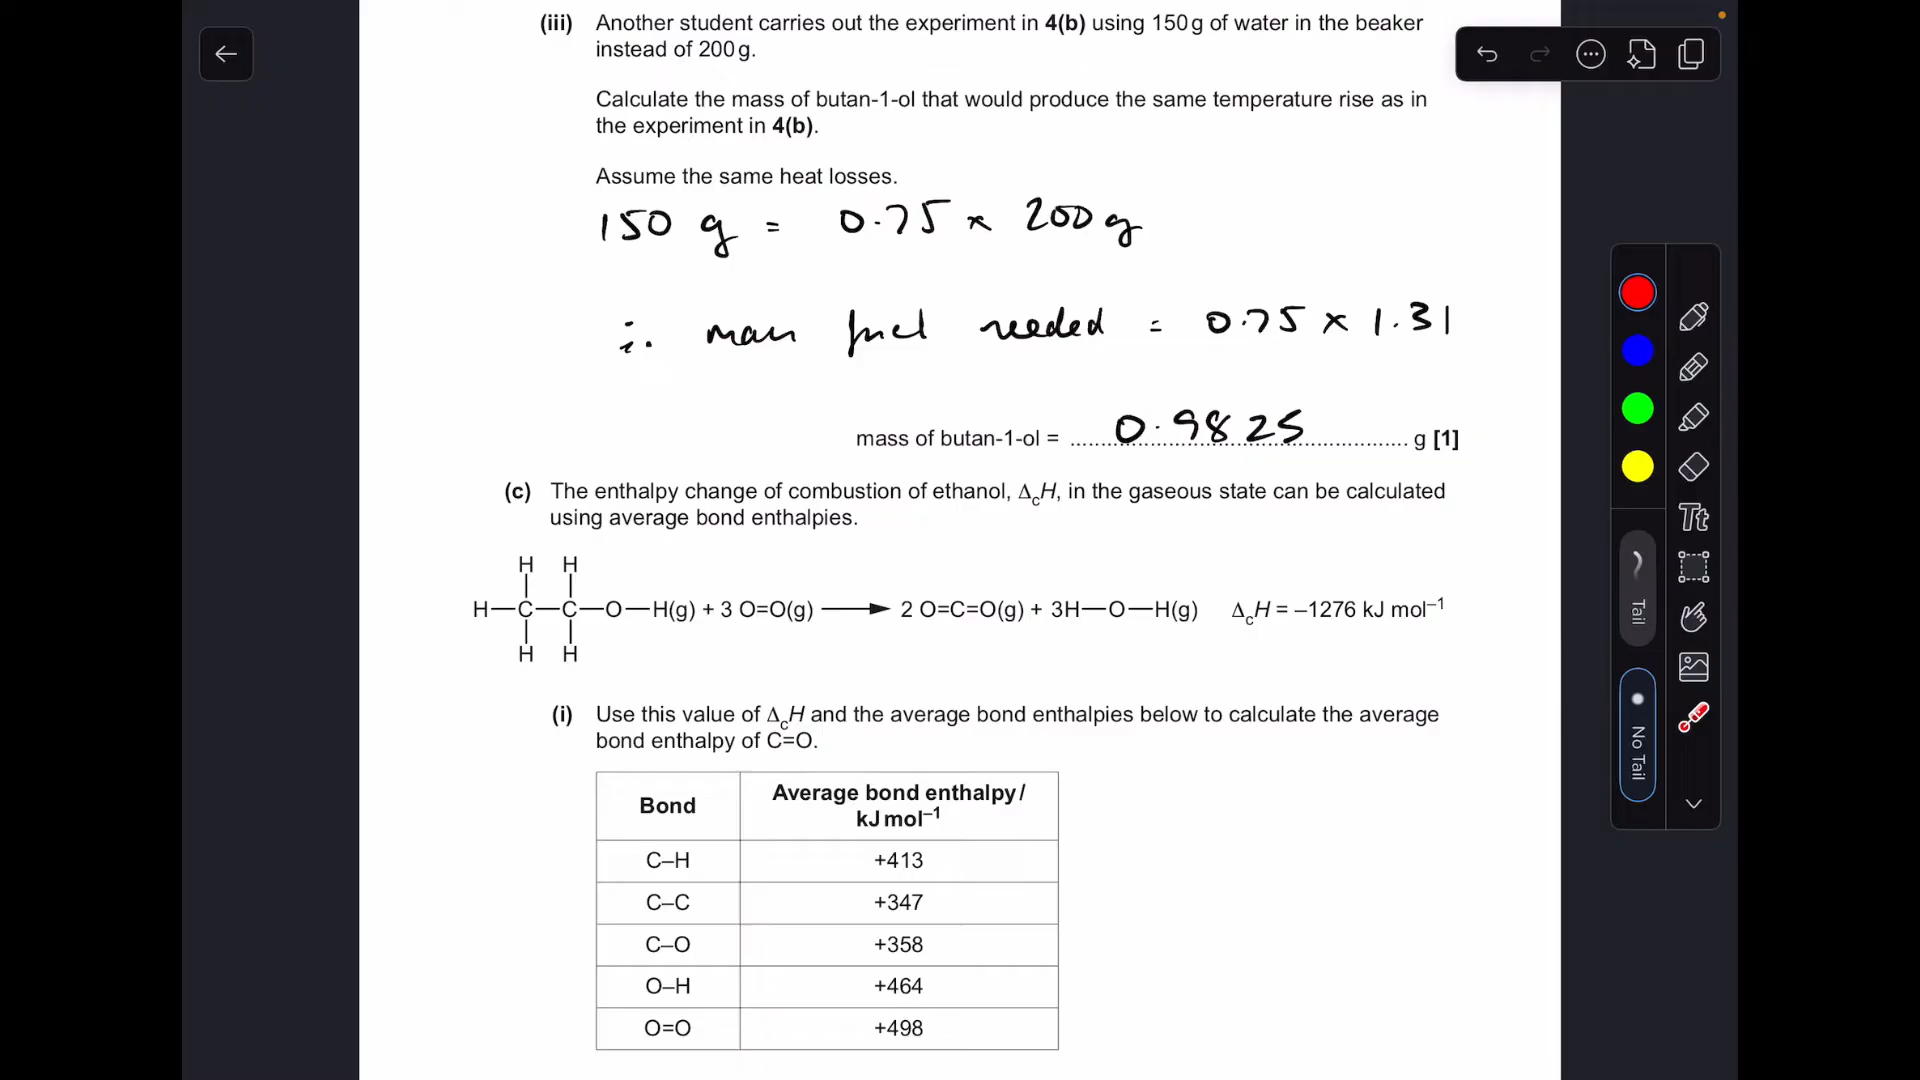 (iii) Another student carries out the experiment in 4(b) using 150 g of water in the beaker
instead of 200 g.
Calculate the mass of butan-1-ol that would produce the same temperature rise as in
the experiment in 4(b).
Assume the same heat losses.
150 g = 0.75 × 200 g
∴ mass fuel needed = 0.75 × 1.31
mass of butan-1-ol = 0.9825 g [1]
(c) The enthalpy change of combustion of ethanol, ΔcH, in the gaseous state can be calculated
using average bond enthalpies.
H H
H—C—C—O—H(g) + 3 O=O(g) ⟶ 2 O=C=O(g) + 3H—O—H(g) ΔcH = –1276 kJ mol⁻¹
H H
(i) Use this value of ΔcH and the average bond enthalpies below to calculate the average
bond enthalpy of C=O.
Bond Average bond enthalpy /
kJ mol⁻¹
C–H +413
C–C +347
C–O +358
O–H +464
O=O +498
Tt
Tail
No Tail